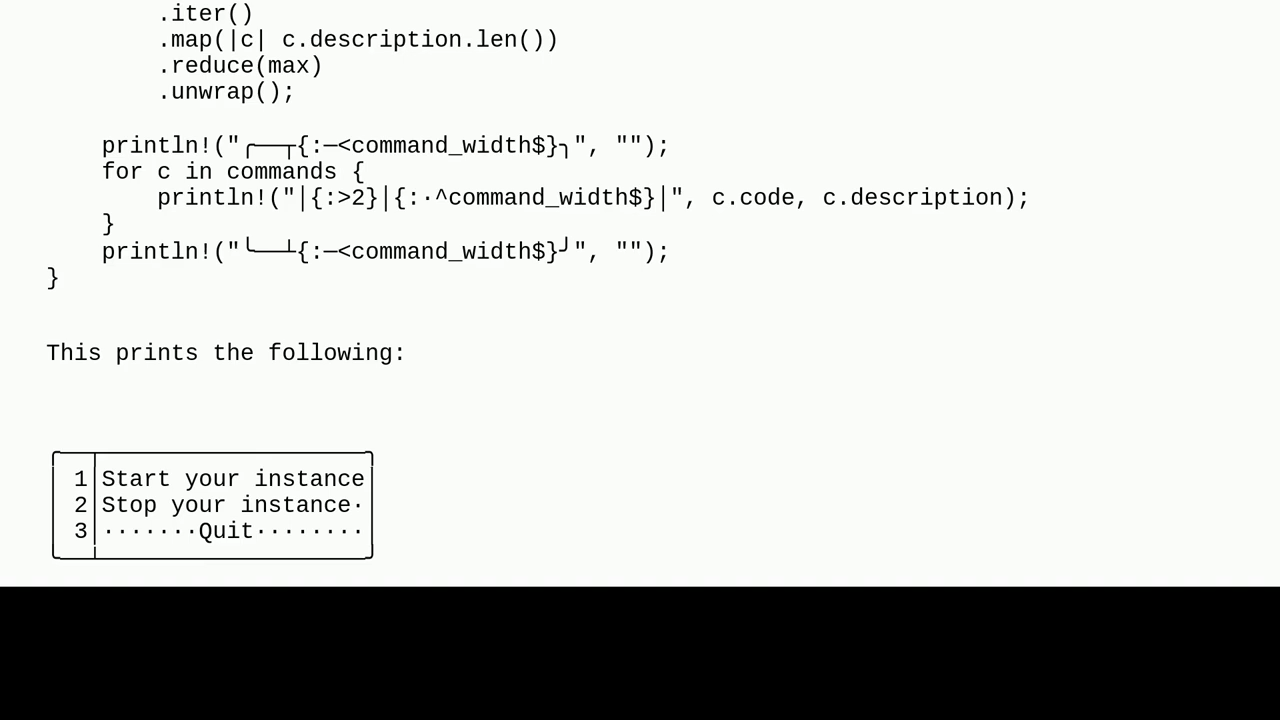 .iter()
        .map(|c| c.description.len())
        .reduce(max)
        .unwrap();

    println!("╭──┬{:─<command_width$}╮", "");
    for c in commands {
        println!("│{:>2}│{:·^command_width$}│", c.code, c.description);
    }
    println!("╰──┴{:─<command_width$}╯", "");
}

This prints the following:

╭──┬───────────────────╮
│ 1│Start your instance│
│ 2│Stop your instance·│
│ 3│·······Quit········│
╰──┴───────────────────╯